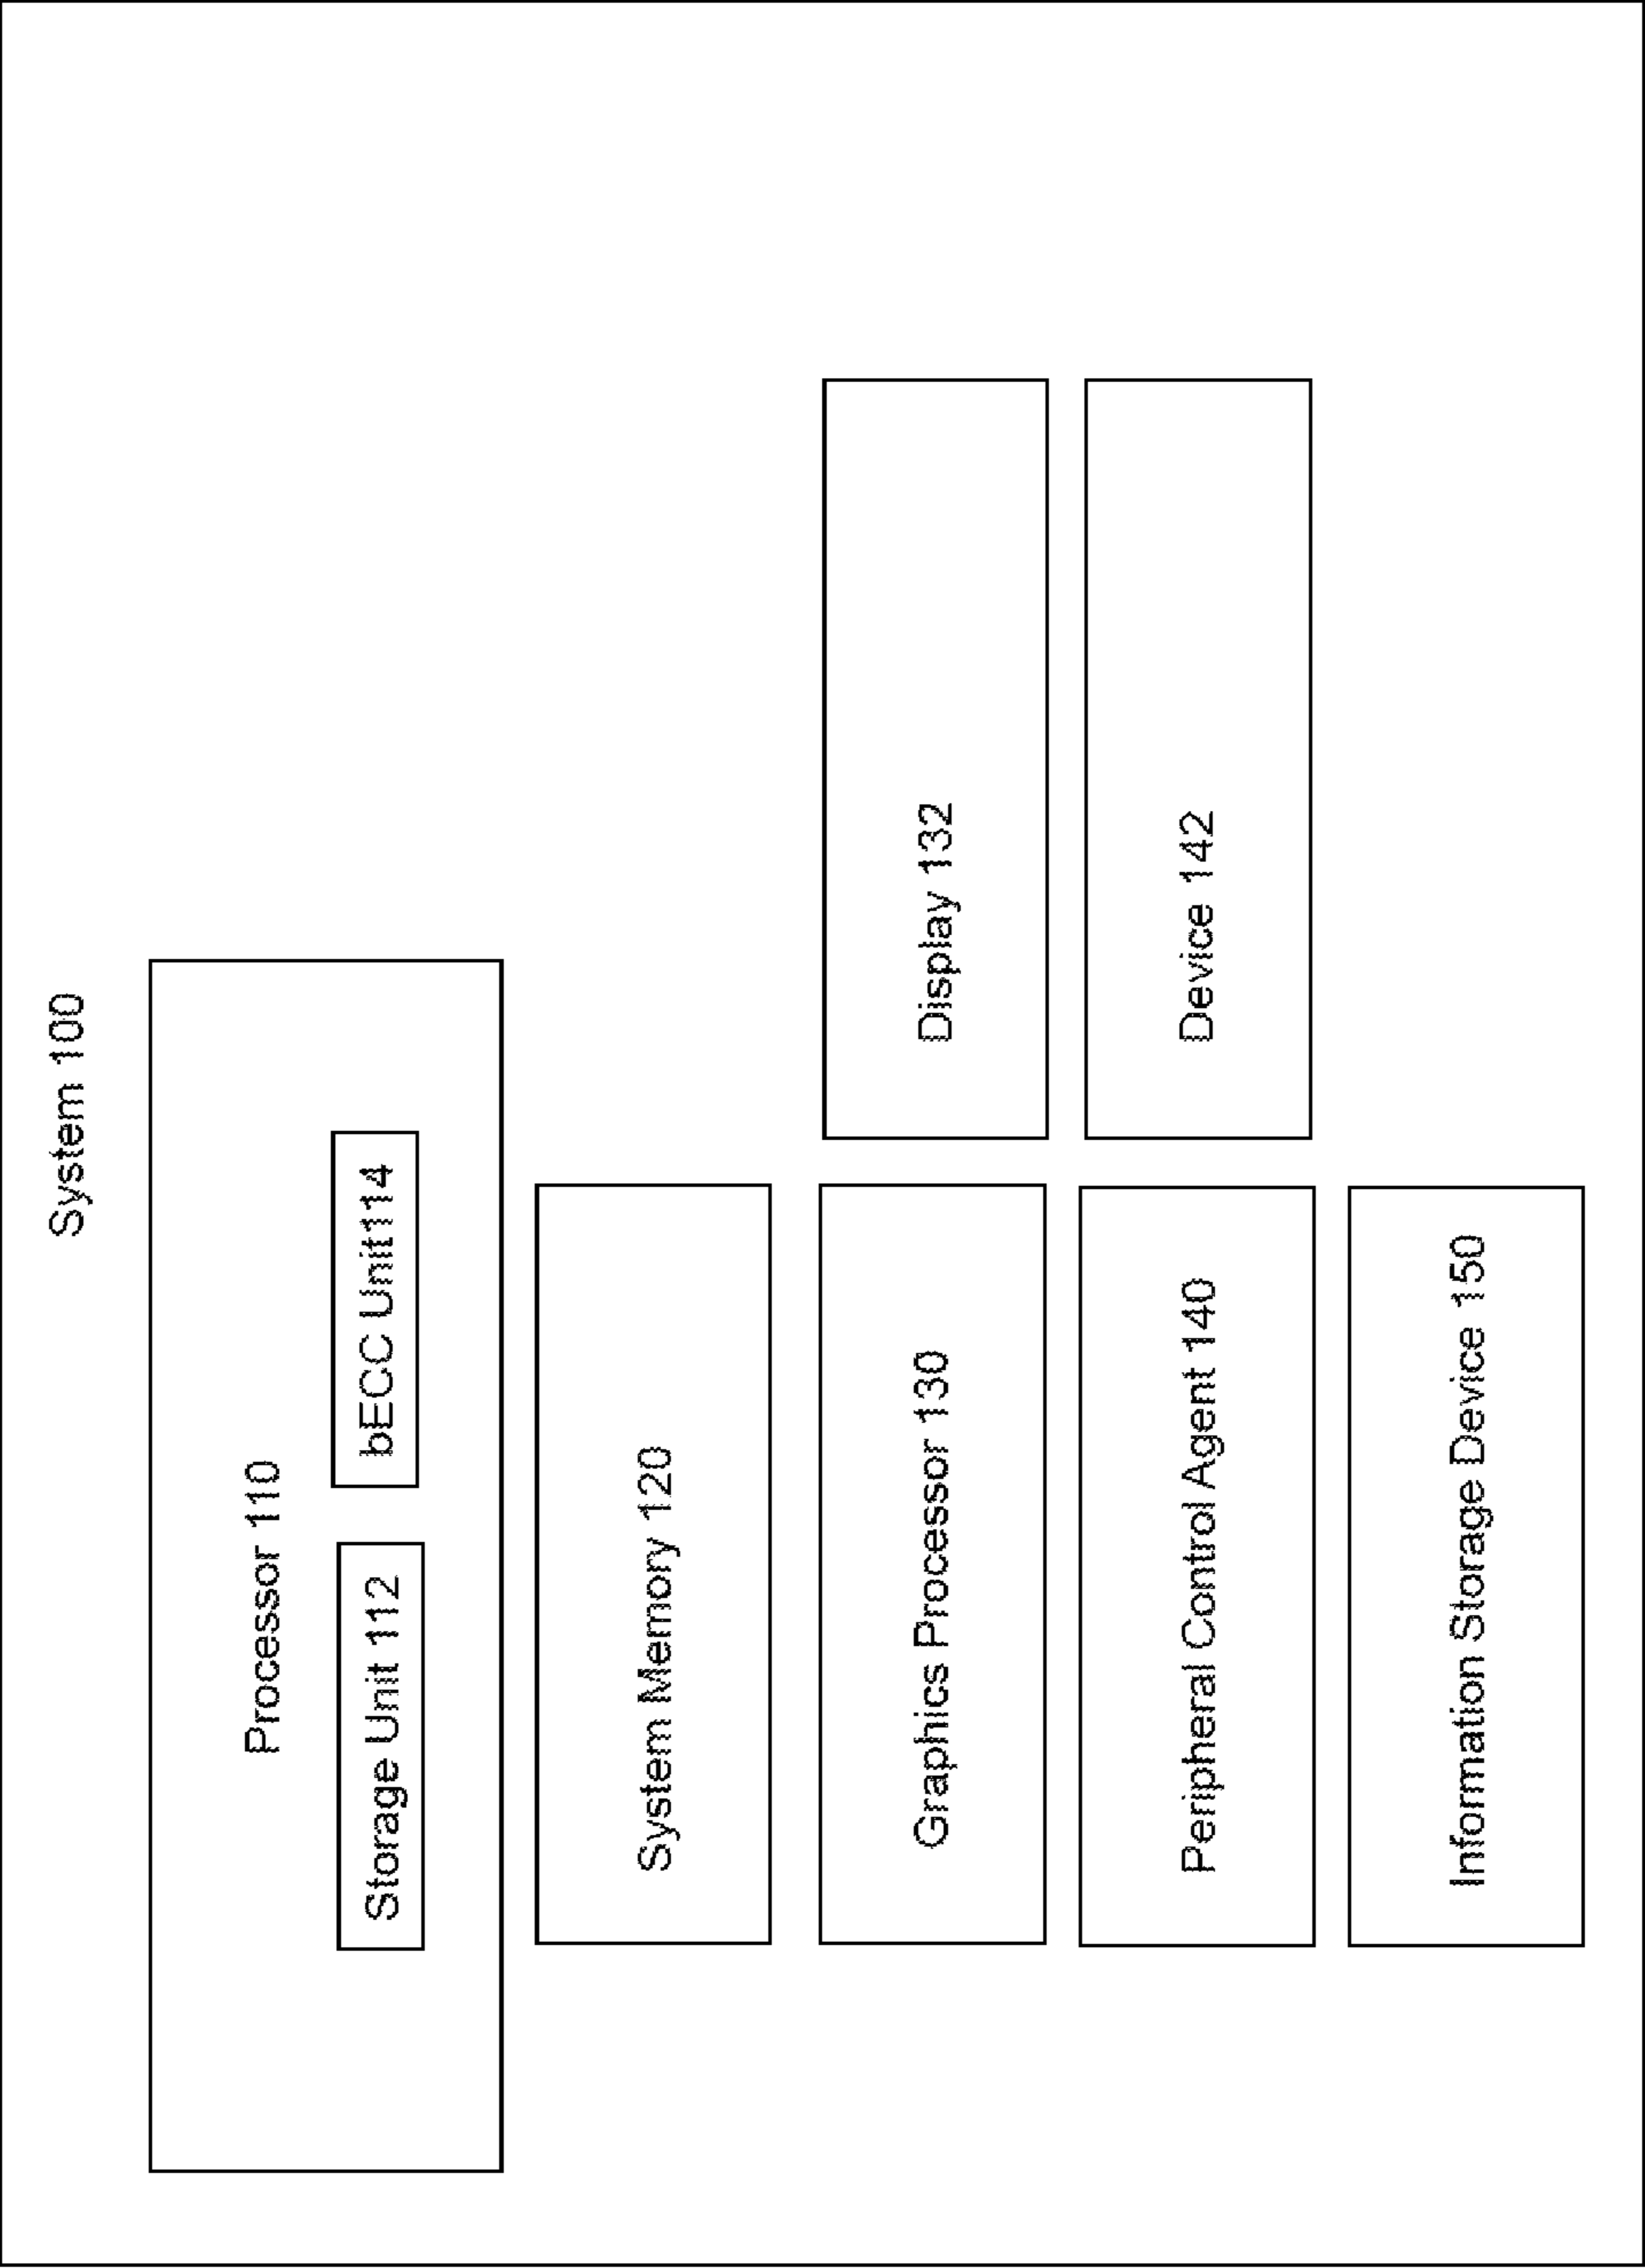 System 100
Processor 110
Storage Unit 112
bECC Unit114
System Memory 120
Graphics Processor 130
Display 132
Peripheral Control Agent 140
Device 142
Information Storage Device 150